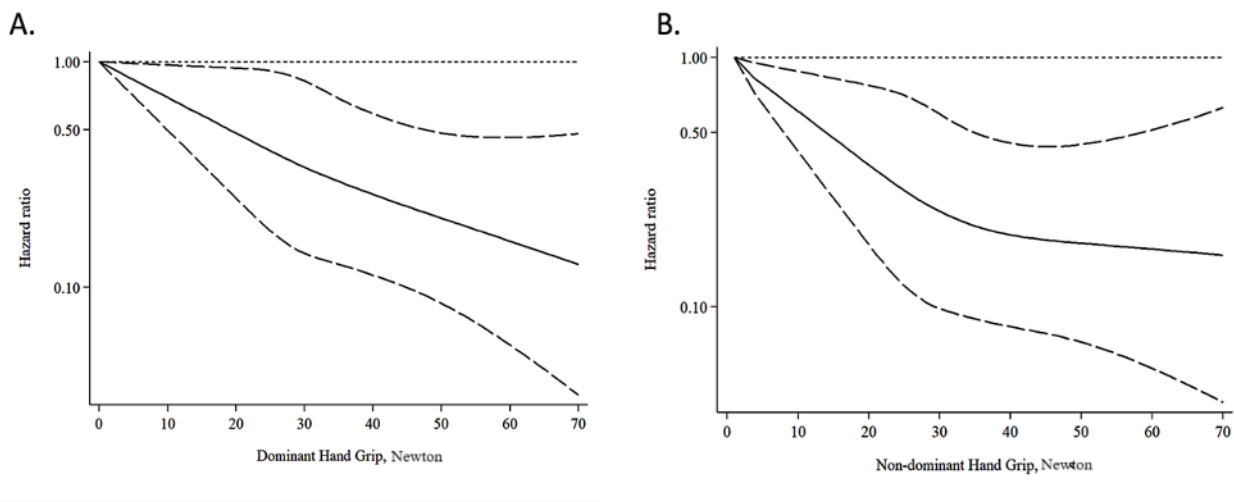 A.
1.00
0.50
0.10
Hazard ratio
0 10 20 30 40 50 60 70
Dominant Hand Grip, Newton
B.
1.00
0.50
0.10
Hazard ratio
0 10 20 30 40 50 60 70
Non-dominant Hand Grip, Newton